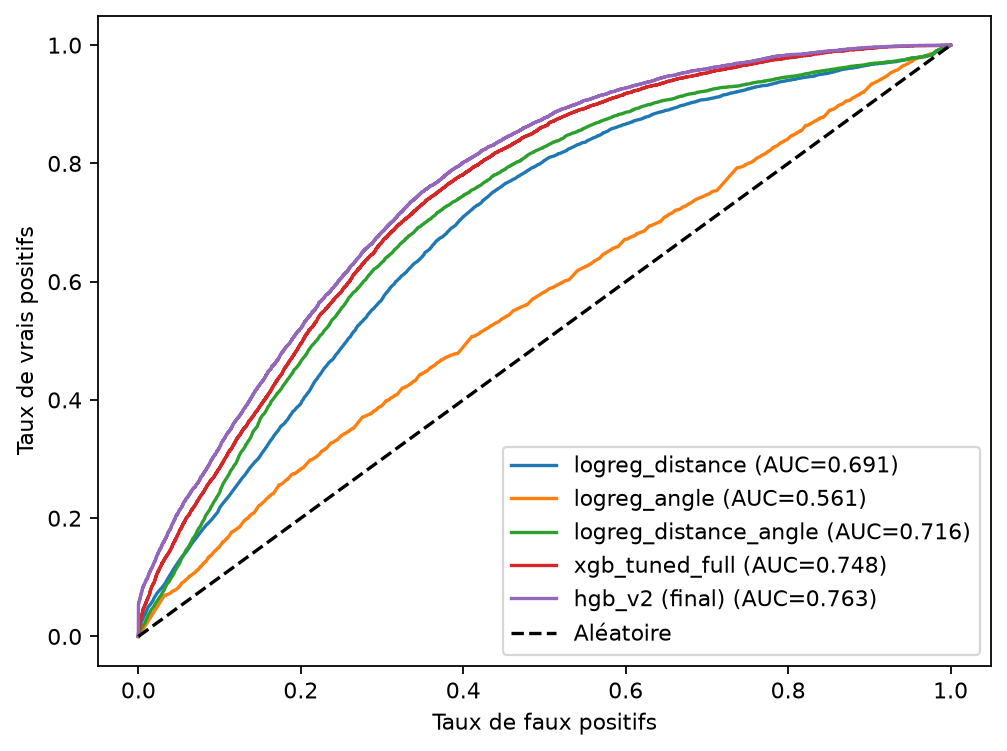 1.0
0.8
0.6
0.4
0.2
0.0
Taux de vrais positifs
logreg_distance (AUC=0.691)
logreg_angle (AUC=0.561)
logreg_distance_angle (AUC=0.716)
xgb_tuned_full (AUC=0.748)
hgb_v2 (final) (AUC=0.763)
Aléatoire
0.0 0.2 0.4 0.6 0.8 1.0
Taux de faux positifs